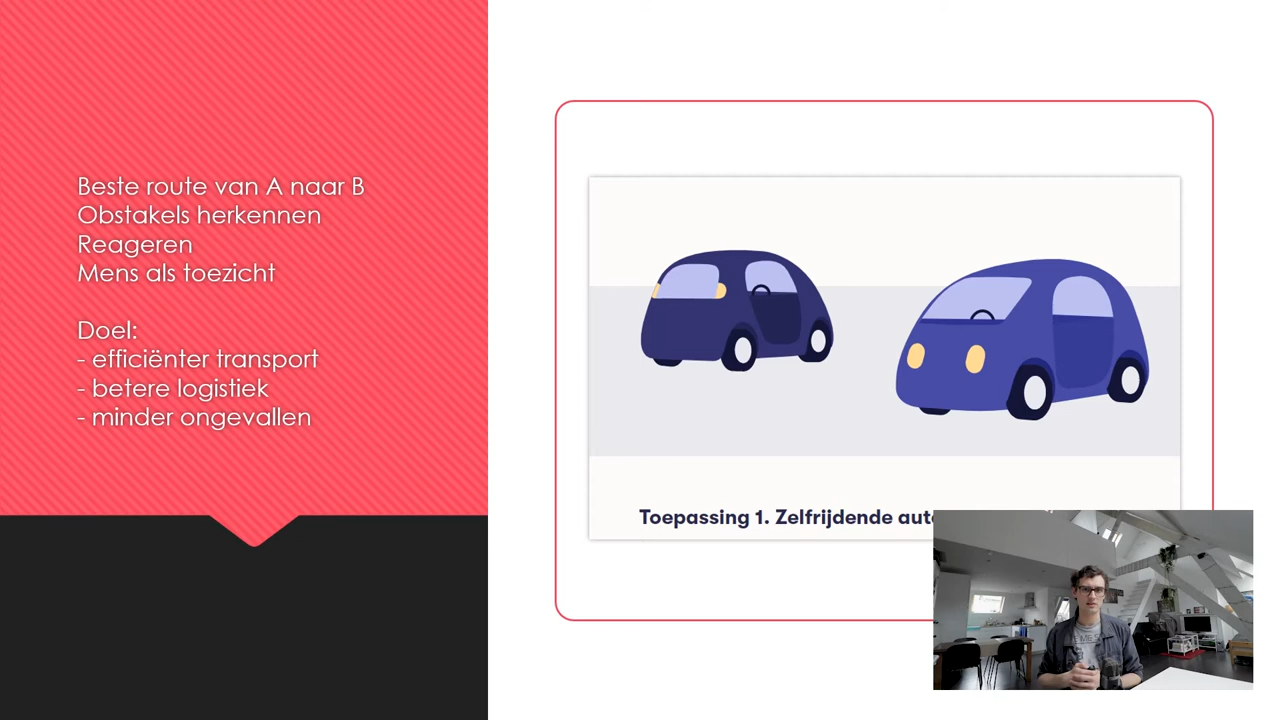 Beste route van A naar B
Obstakels herkennen
Reageren
Mens als toezicht
Doel:
- efficiënter transport
- betere logistiek
- minder ongevallen
Toepassing 1. Zelfrijdende